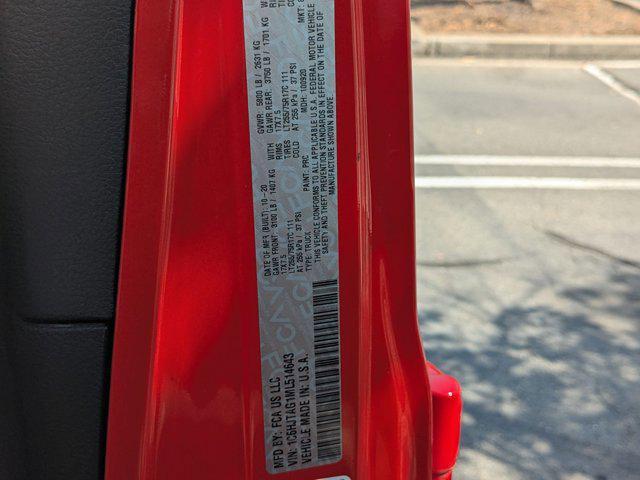 MFD BY: FCA US LLC
VIN: 1C6HJTAG1ML514643
VEHICLE MADE IN: U.S.A.
DATE OF MFR (BUILT): 10-20
GVWR: 5800 LB / 2631 KG
GAWR FRONT: 3100 LB / 1407 KG WITH
GAWR REAR: 3750 LB / 1701 KG
17X7.5 RIMS 17X7.5
LT255/75R17C 111 TIRES LT255/75R17C 111
AT 255 kPa / 37 PSI COLD AT 255 kPa / 37 PSI
TYPE: TRUCK PAINT: PRC MDH: 100920 MKT:
THIS VEHICLE CONFORMS TO ALL APPLICABLE U.S.A. FEDERAL MOTOR VEHICLE
SAFETY AND THEFT PREVENTION STANDARDS IN EFFECT ON THE DATE OF
MANUFACTURE SHOWN ABOVE.